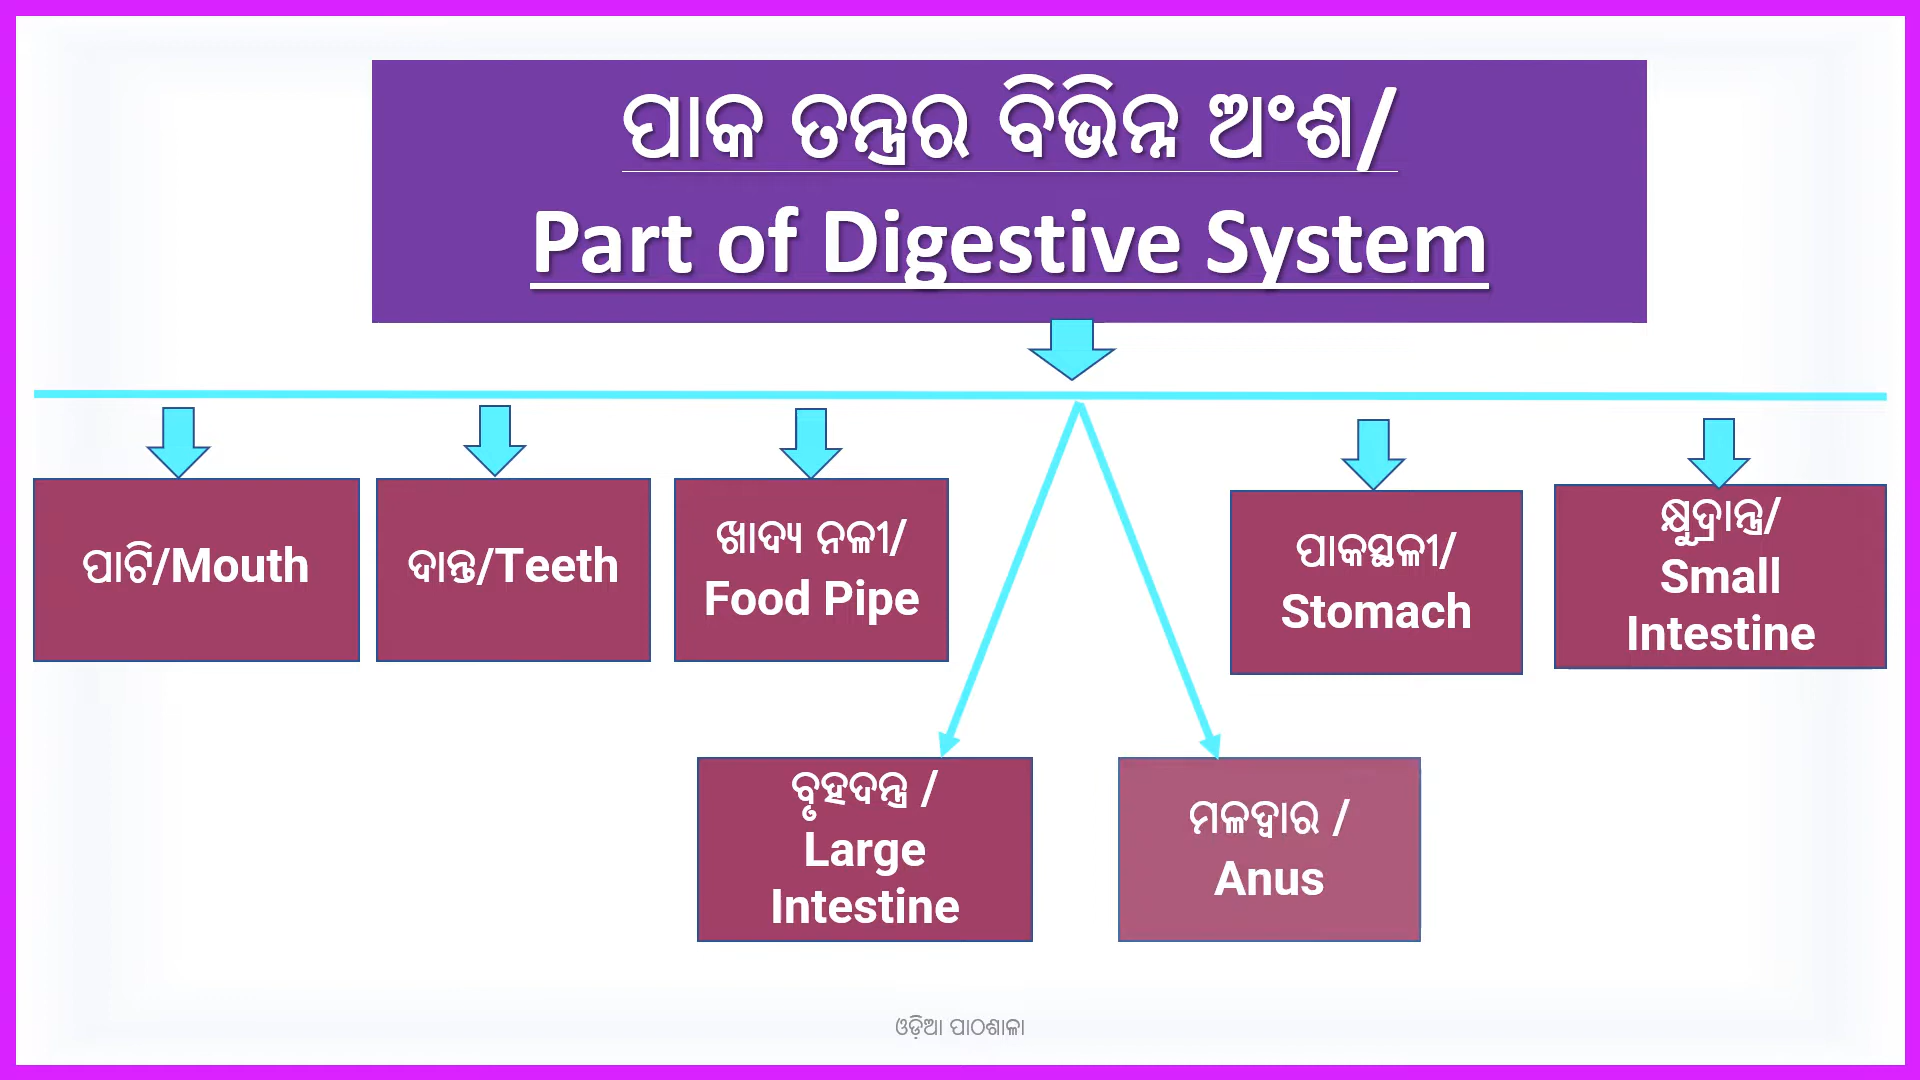 ପାକ ତନ୍ତ୍ରର ବିଭିନ୍ନ ଅଂଶ/
Part of Digestive System
ପାଟି/Mouth
ଦାନ୍ତ/Teeth
ଖାଦ୍ୟ ନଳୀ/
Food Pipe
ପାକସ୍ଥଳୀ/
Stomach
କ୍ଷୁଦ୍ରାନ୍ତ୍ର/
Small
Intestine
ବୃହଦନ୍ତ୍ର /
Large
Intestine
ମଳଦ୍ୱାର /
Anus
ଓଡ଼ିଆ ପାଠଶାଳା